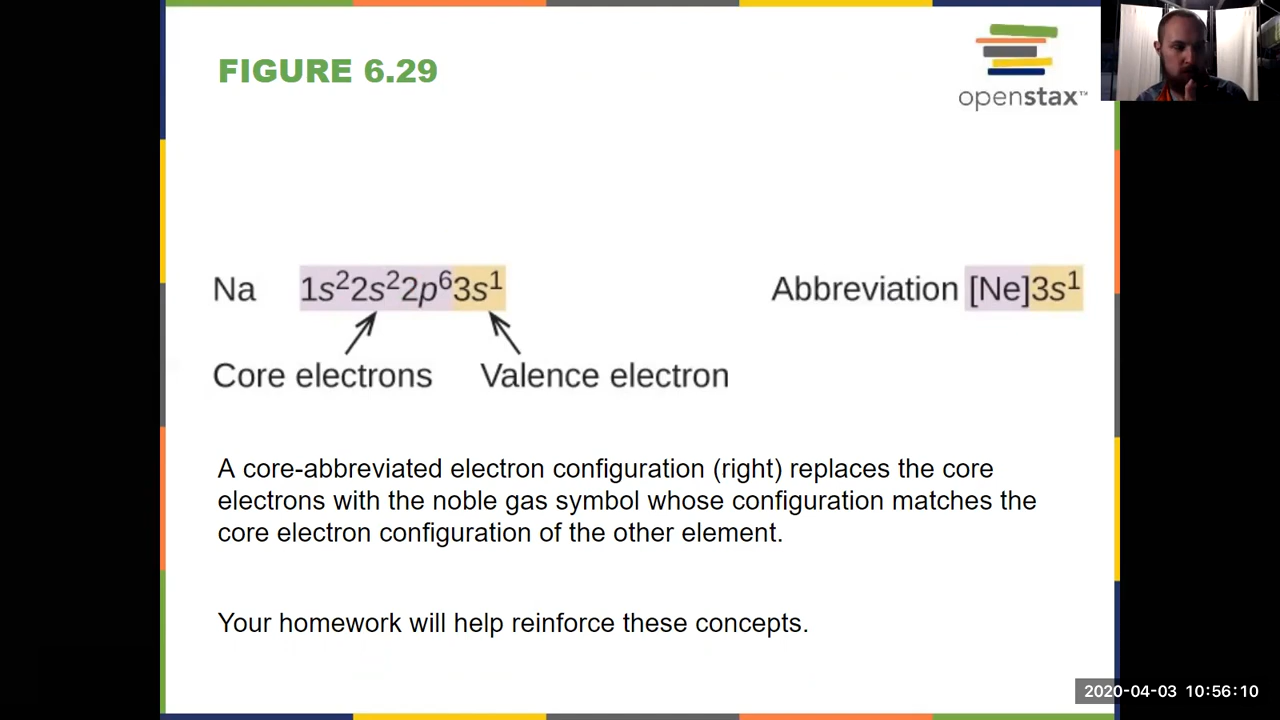 FIGURE 6.29
openstax™
Na 1s²2s²2p⁶3s¹
Abbreviation [Ne]3s¹
Core electrons
Valence electron
A core-abbreviated electron configuration (right) replaces the core
electrons with the noble gas symbol whose configuration matches the
core electron configuration of the other element.
Your homework will help reinforce these concepts.
2020-04-03 10:56:10